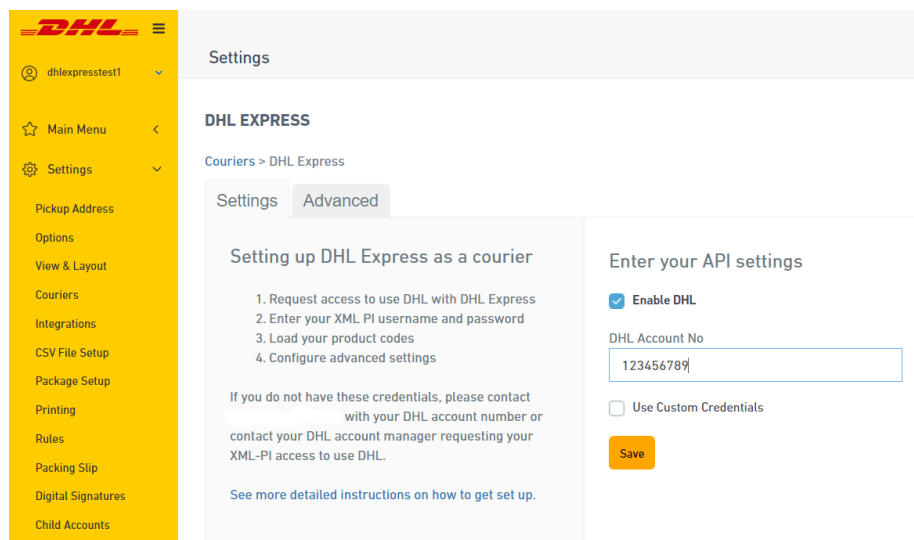 DHL
dhlexpresstest1
Main Menu
Settings
Pickup Address
Options
View & Layout
Couriers
Integrations
CSV File Setup
Package Setup
Printing
Rules
Packing Slip
Digital Signatures
Child Accounts
Settings
DHL EXPRESS
Couriers > DHL Express
Settings
Advanced
Setting up DHL Express as a courier
1. Request access to use DHL with DHL Express
2. Enter your XML PI username and password
3. Load your product codes
4. Configure advanced settings
If you do not have these credentials, please contact
with your DHL account number or
contact your DHL account manager requesting your
XML-PI access to use DHL.
See more detailed instructions on how to get set up.
Enter your API settings
Enable DHL
DHL Account No
123456789
Use Custom Credentials
Save